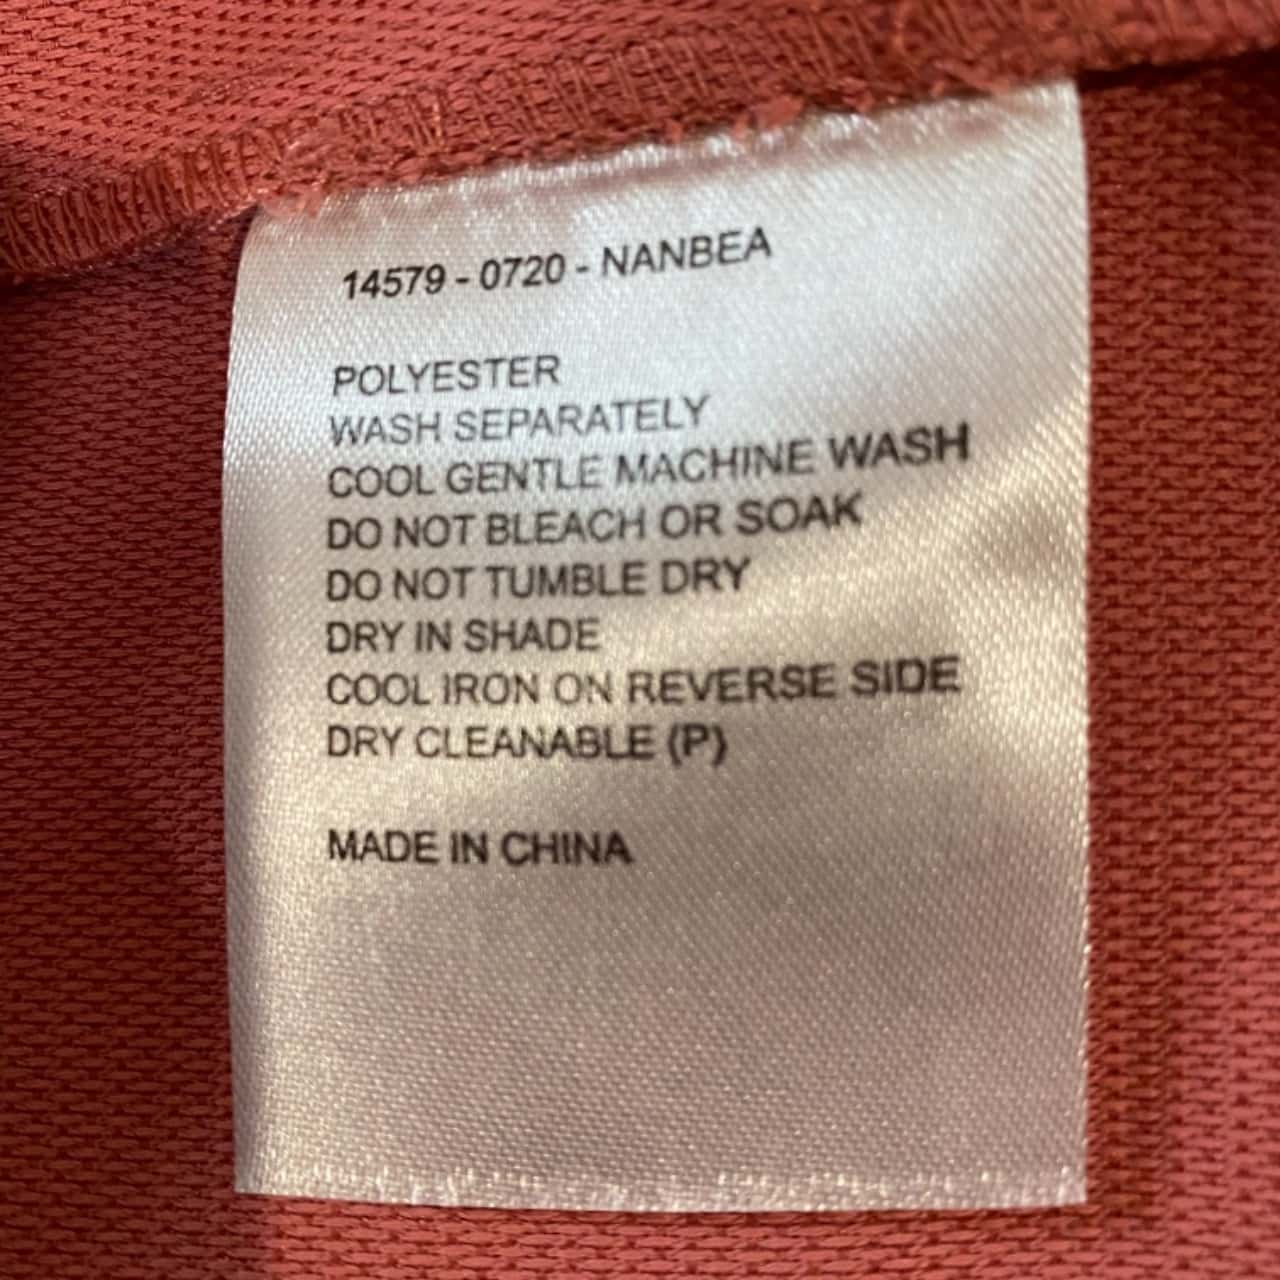 14579 - 0720 - NANBEA
POLYESTER
WASH SEPARATELY
COOL GENTLE MACHINE WASH
DO NOT BLEACH OR SOAK
DO NOT TUMBLE DRY
DRY IN SHADE
COOL IRON ON REVERSE SIDE
DRY CLEANABLE (P)
MADE IN CHINA